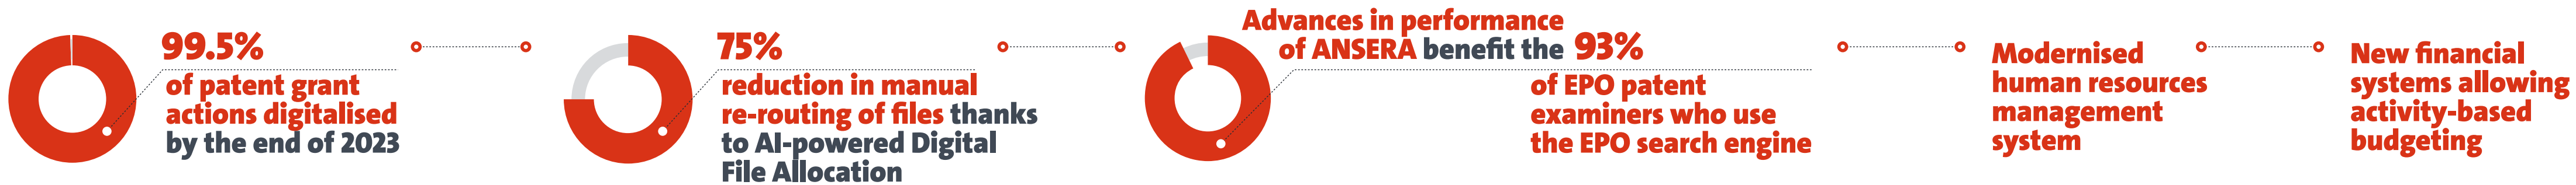 99.5%
of patent grant
actions digitalised
by the end of 2023
75%
reduction in manual
re-routing of files thanks
to AI-powered Digital
File Allocation
Advances in performance
of ANSERA benefit the 93%
of EPO patent
examiners who use
the EPO search engine
Modernised
human resources
management
system
New financial
systems allowing
activity-based
budgeting